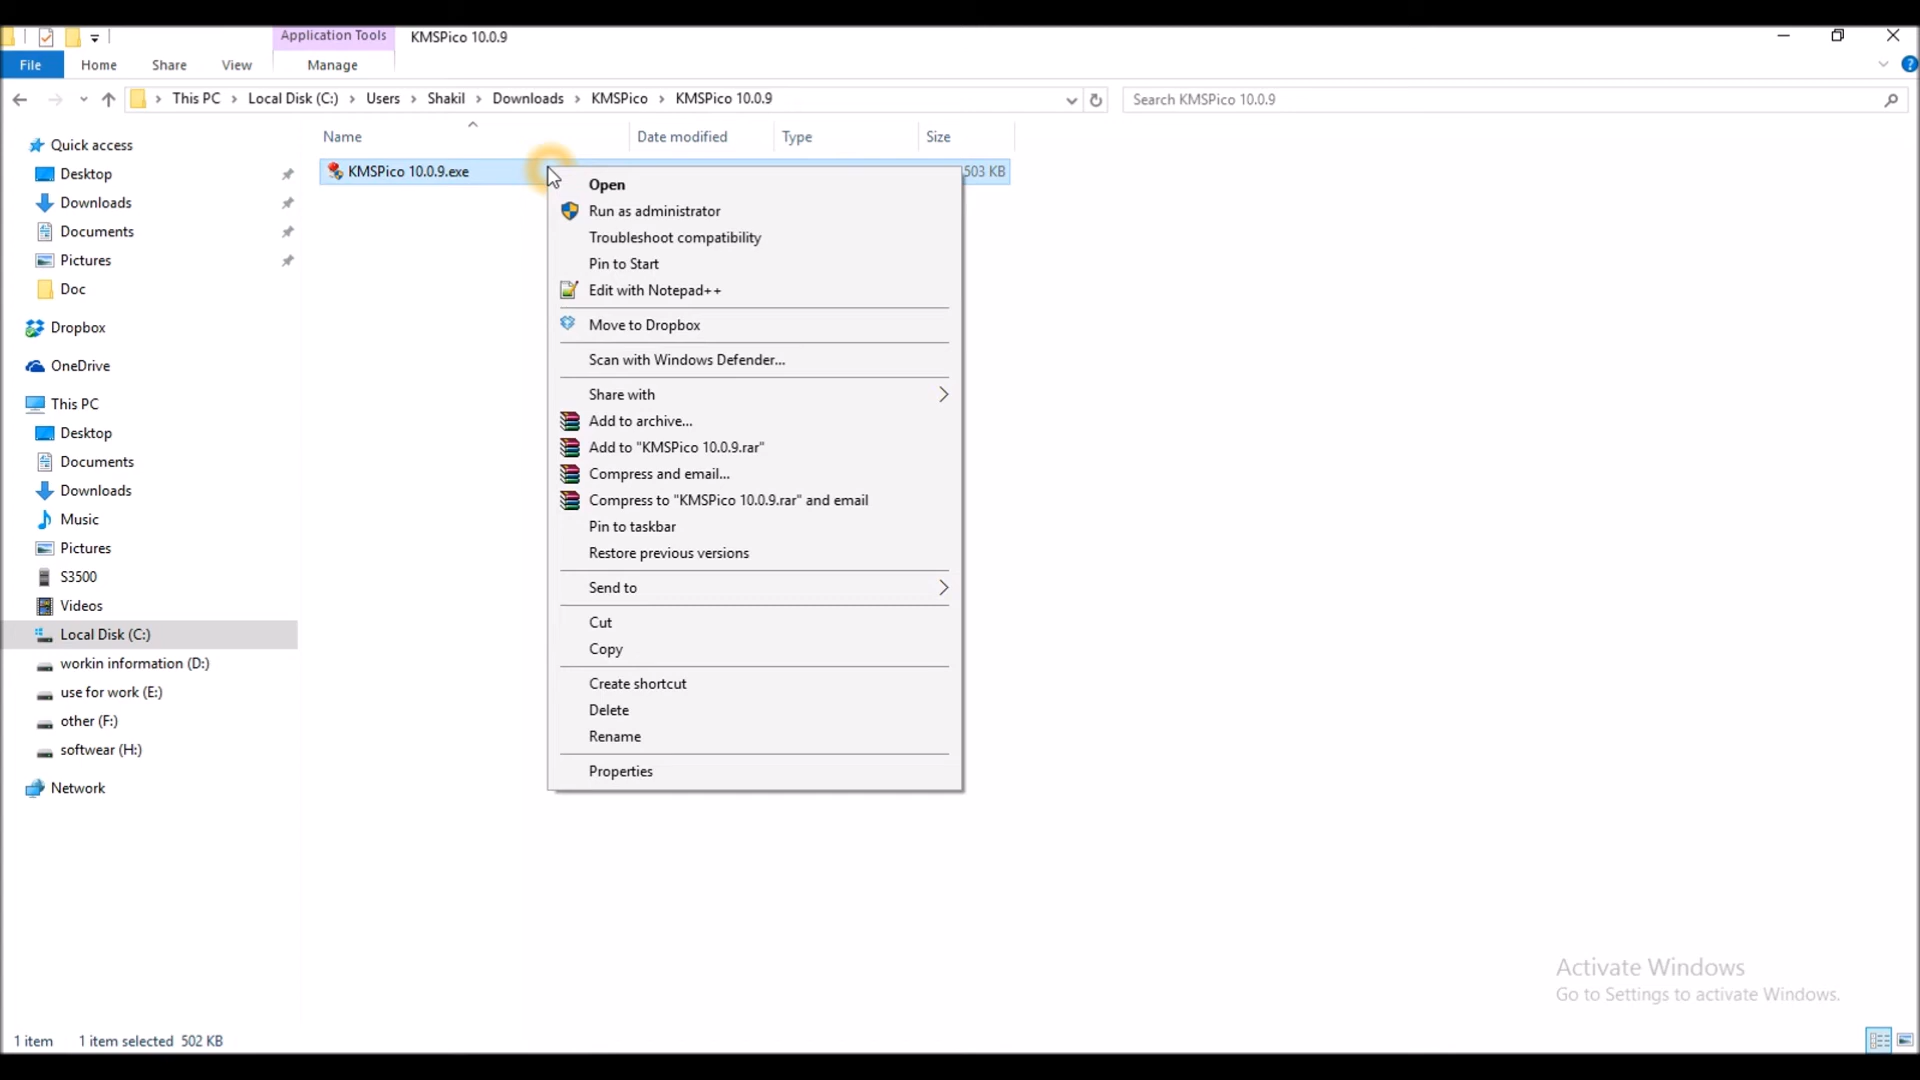 Application Tools KMSPico 10.0.9
File Home Share View Manage
This PC Local Disk (C:) Users Shakil Downloads KMSPico KMSPico 10.0.9 Search KMSPico 10.0.9
Name Date modified Type Size
KMSPico 10.0.9.exe 503 KB
Quick access
Desktop
Downloads
Documents
Pictures
Doc
Dropbox
OneDrive
This PC
Desktop
Documents
Downloads
Music
Pictures
S3500
Videos
Local Disk (C:)
workin information (D:)
use for work (E:)
other (F:)
softwear (H:)
Network
Open
Run as administrator
Troubleshoot compatibility
Pin to Start
Edit with Notepad++
Move to Dropbox
Scan with Windows Defender...
Share with
Add to archive...
Add to "KMSPico 10.0.9.rar"
Compress and email...
Compress to "KMSPico 10.0.9.rar" and email
Pin to taskbar
Restore previous versions
Send to
Cut
Copy
Create shortcut
Delete
Rename
Properties
Activate Windows
Go to Settings to activate Windows.
1 item 1 item selected 502 KB